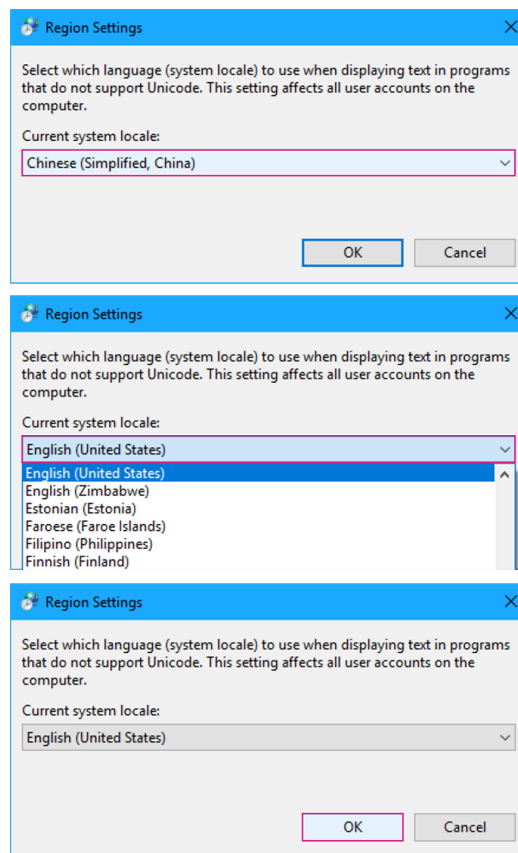 Region Settings
Select which language (system locale) to use when displaying text in programs
that do not support Unicode. This setting affects all user accounts on the
computer.
Current system locale:
Chinese (Simplified, China)
OK Cancel
Region Settings
Select which language (system locale) to use when displaying text in programs
that do not support Unicode. This setting affects all user accounts on the
computer.
Current system locale:
English (United States)
English (United States)
English (Zimbabwe)
Estonian (Estonia)
Faroese (Faroe Islands)
Filipino (Philippines)
Finnish (Finland)
Region Settings
Select which language (system locale) to use when displaying text in programs
that do not support Unicode. This setting affects all user accounts on the
computer.
Current system locale:
English (United States)
OK Cancel